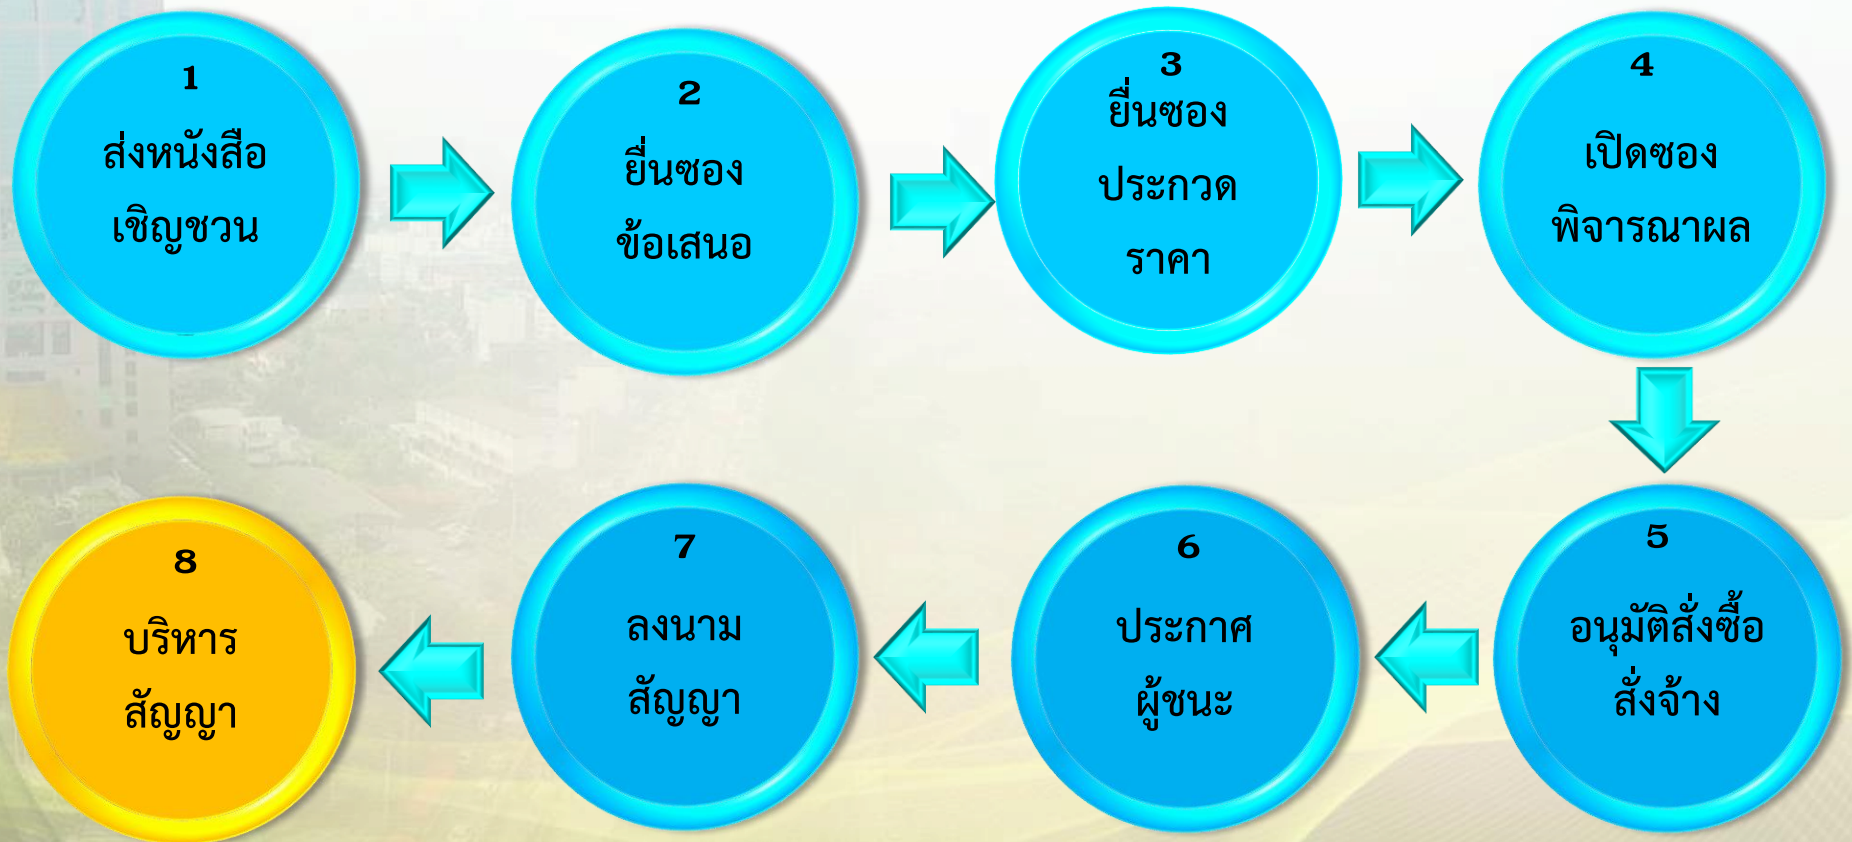 1
ส่งหนังสือ
เชิญชวน
2
ยื่นซอง
ข้อเสนอ
3
ยื่นซอง
ประกวด
ราคา
4
เปิดซอง
พิจารณาผล
5
อนุมัติสั่งซื้อ
สั่งจ้าง
6
ประกาศ
ผู้ชนะ
7
ลงนาม
สัญญา
8
บริหาร
สัญญา